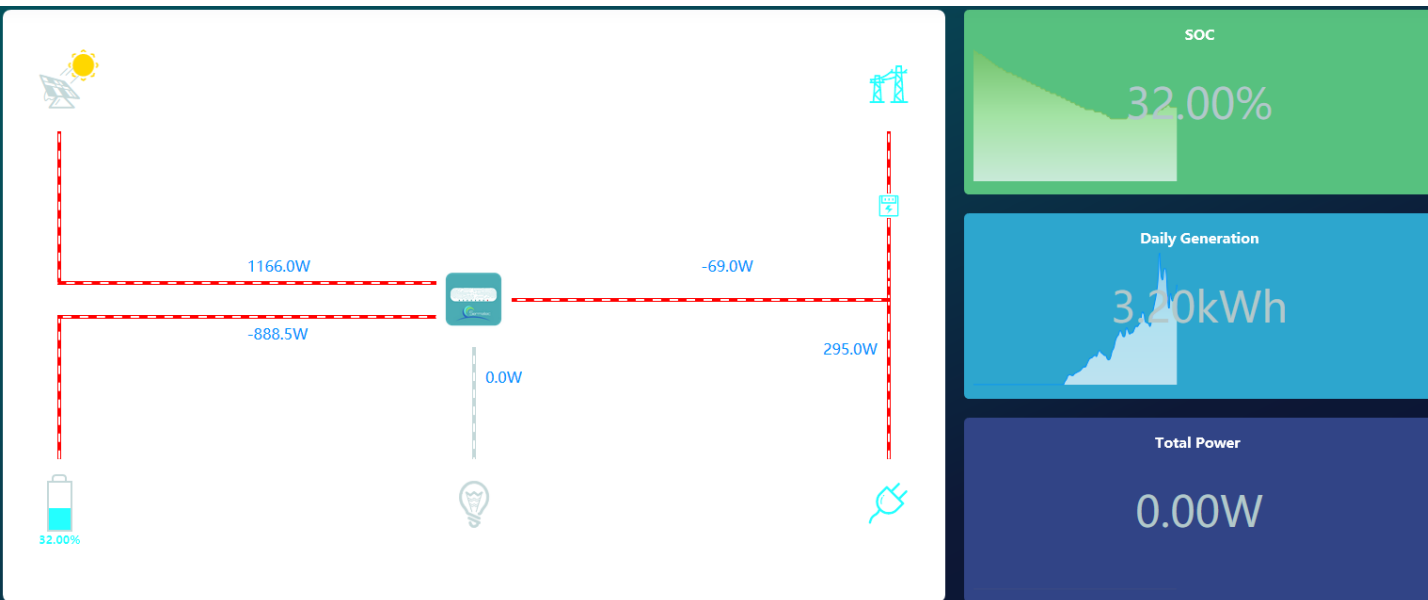 1166.0W
-69.0W
-888.5W
295.0W
0.0W
32.00%
SOC
32.00%
Daily Generation
3.20kWh
Total Power
0.00W